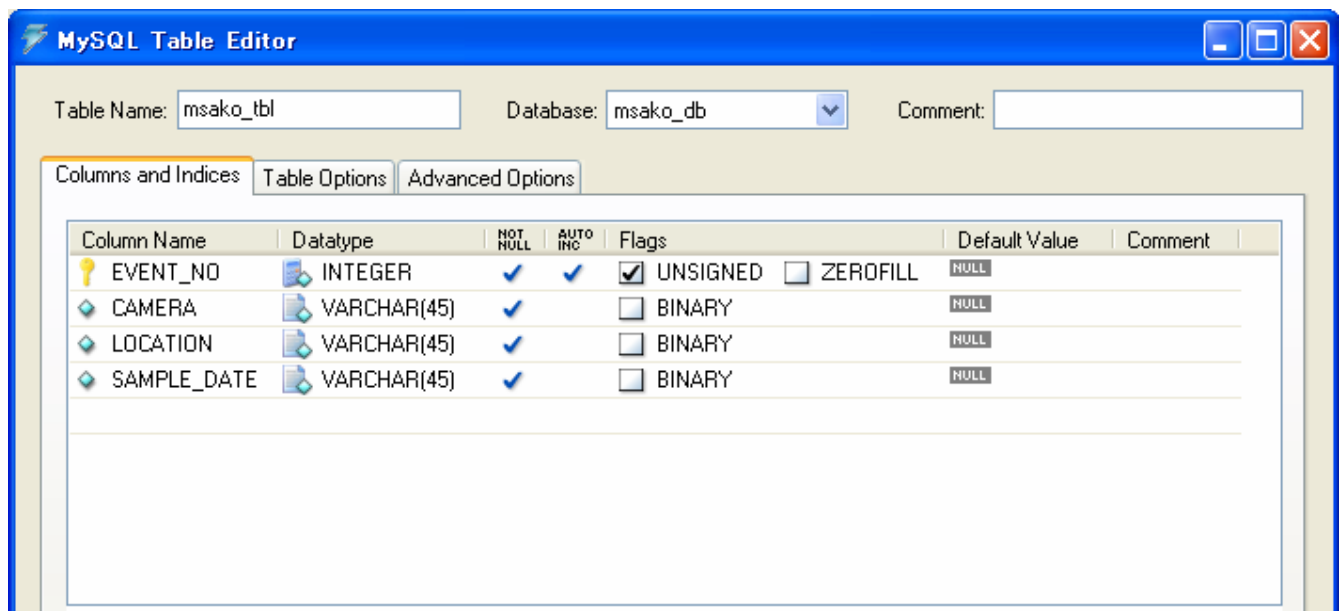 MySQL Table Editor
Table Name: msako_tbl Database: msako_db Comment:
Columns and Indices Table Options Advanced Options
Column Name Datatype NOT NULL AUTO INC Flags Default Value Comment
EVENT_NO INTEGER UNSIGNED ZEROFILL NULL
CAMERA VARCHAR(45) BINARY NULL
LOCATION VARCHAR(45) BINARY NULL
SAMPLE_DATE VARCHAR(45) BINARY NULL